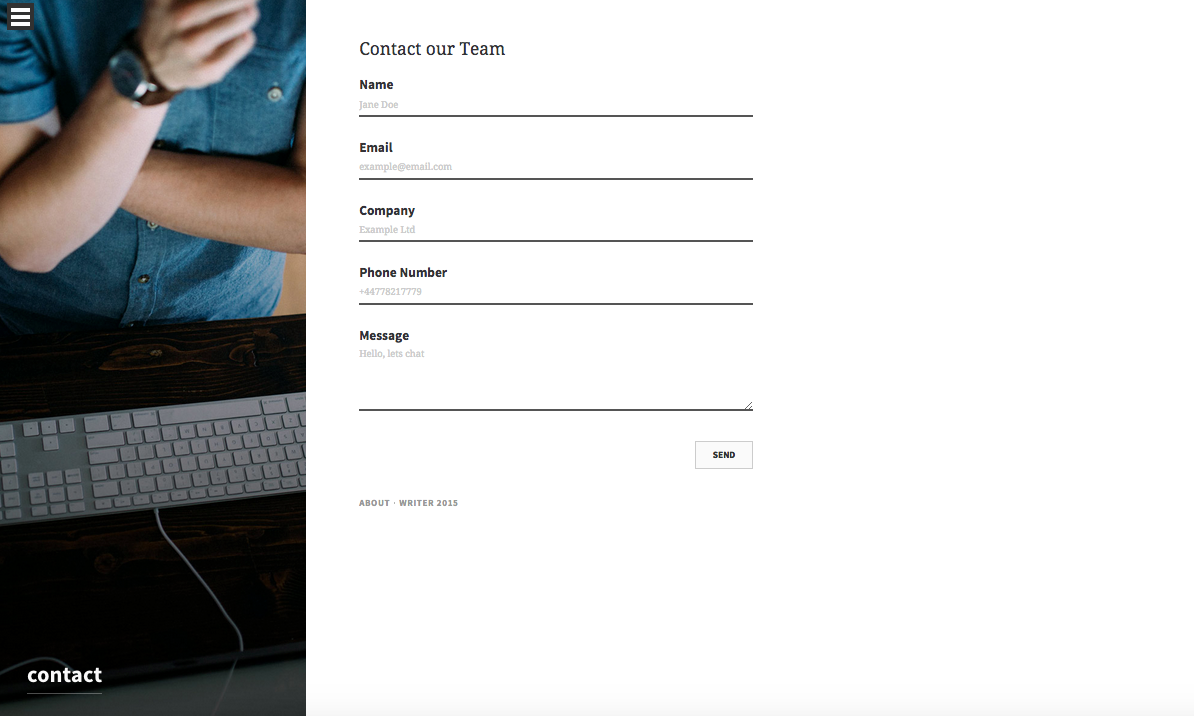 Contact our Team
Name
Jane Doe
Email
example@email.com
Company
Example Ltd
Phone Number
+44778217779
Message
Hello, lets chat
SEND
ABOUT · WRITER 2015
contact